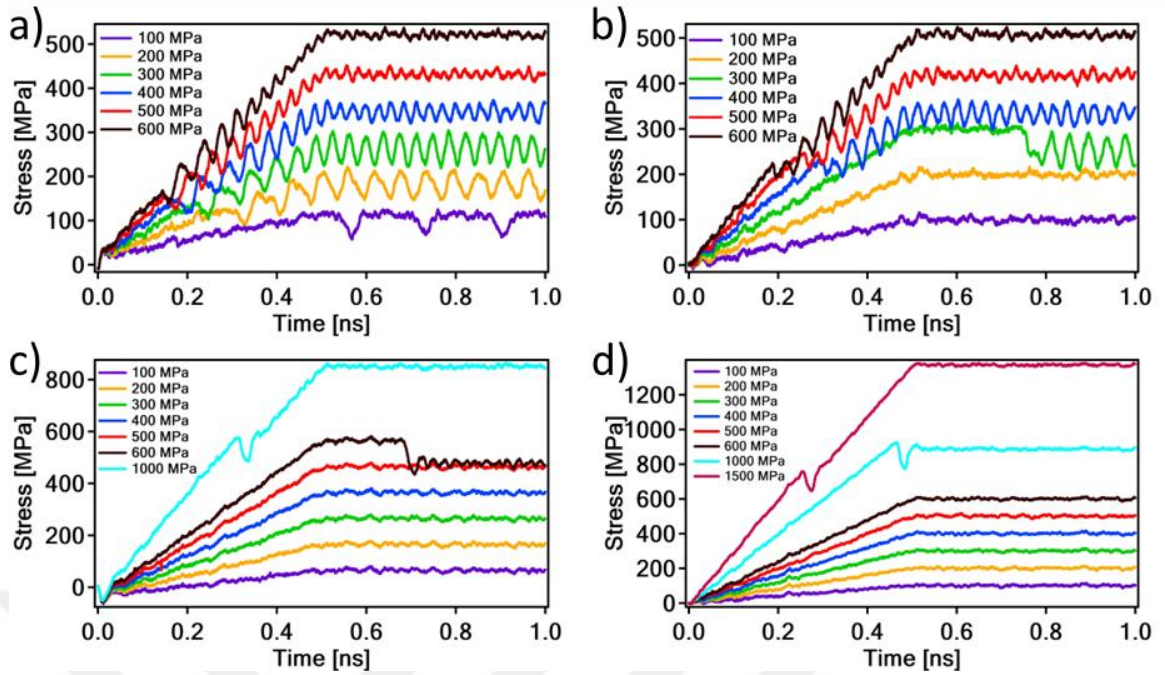 a)
Stress [MPa]
500
400
300
200
100
0
100 MPa
200 MPa
300 MPa
400 MPa
500 MPa
600 MPa
0.0 0.2 0.4 0.6 0.8 1.0
Time [ns]
b)
Stress [MPa]
500
400
300
200
100
0
100 MPa
200 MPa
300 MPa
400 MPa
500 MPa
600 MPa
0.0 0.2 0.4 0.6 0.8 1.0
Time [ns]
c)
Stress [MPa]
800
600
400
200
0
100 MPa
200 MPa
300 MPa
400 MPa
500 MPa
600 MPa
1000 MPa
0.0 0.2 0.4 0.6 0.8 1.0
Time [ns]
d)
Stress [MPa]
1200
1000
800
600
400
200
0
100 MPa
200 MPa
300 MPa
400 MPa
500 MPa
600 MPa
1000 MPa
1500 MPa
0.0 0.2 0.4 0.6 0.8 1.0
Time [ns]